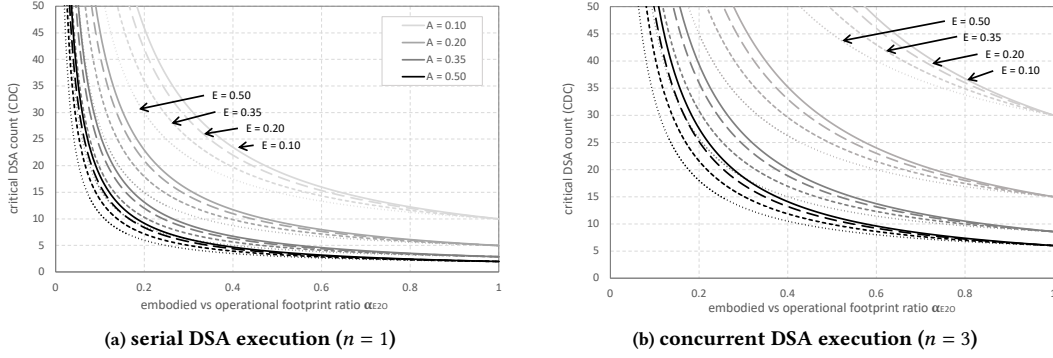 50
45
40
35
30
25
20
15
10
5
0
critical DSA count (CDC)
A = 0.10
A = 0.20
A = 0.35
A = 0.50
E = 0.50
E = 0.35
E = 0.20
E = 0.10
0 0.2 0.4 0.6 0.8 1
embodied vs operational footprint ratio αE2O
(a) serial DSA execution (n = 1)
50
45
40
35
30
25
20
15
10
5
0
critical DSA count (CDC)
E = 0.50
E = 0.35
E = 0.20
E = 0.10
0 0.2 0.4 0.6 0.8 1
embodied vs operational footprint ratio αE2O
(b) concurrent DSA execution (n = 3)